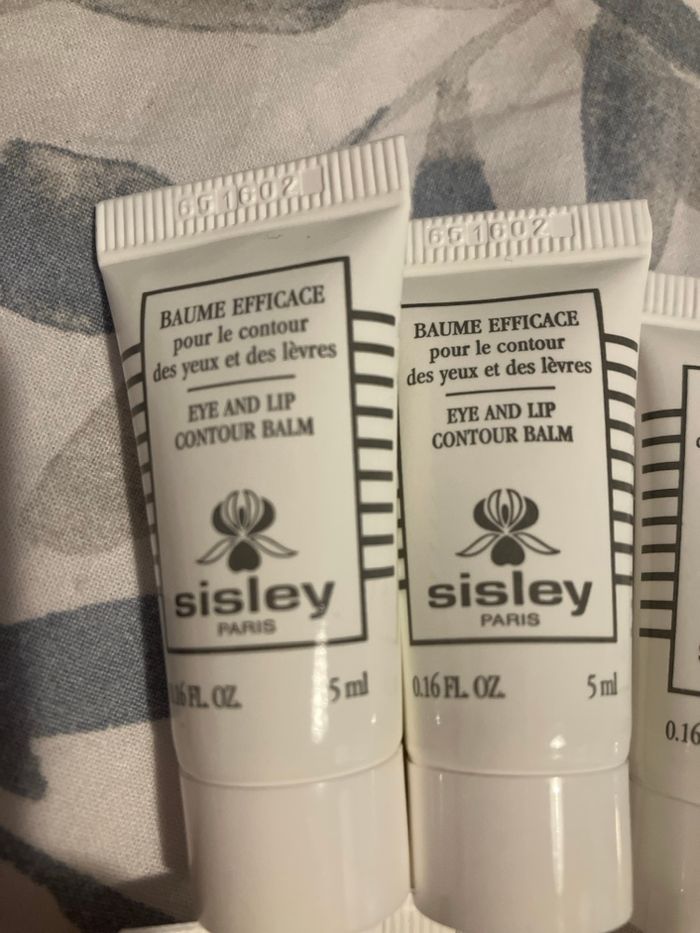 651602
BAUME EFFICACE
pour le contour
des yeux et des lèvres
EYE AND LIP
CONTOUR BALM
sisley
PARIS
0.16 FL. OZ. 5 ml
651602
BAUME EFFICACE
pour le contour
des yeux et des lèvres
EYE AND LIP
CONTOUR BALM
sisley
PARIS
0.16 FL. OZ. 5 ml
0.16